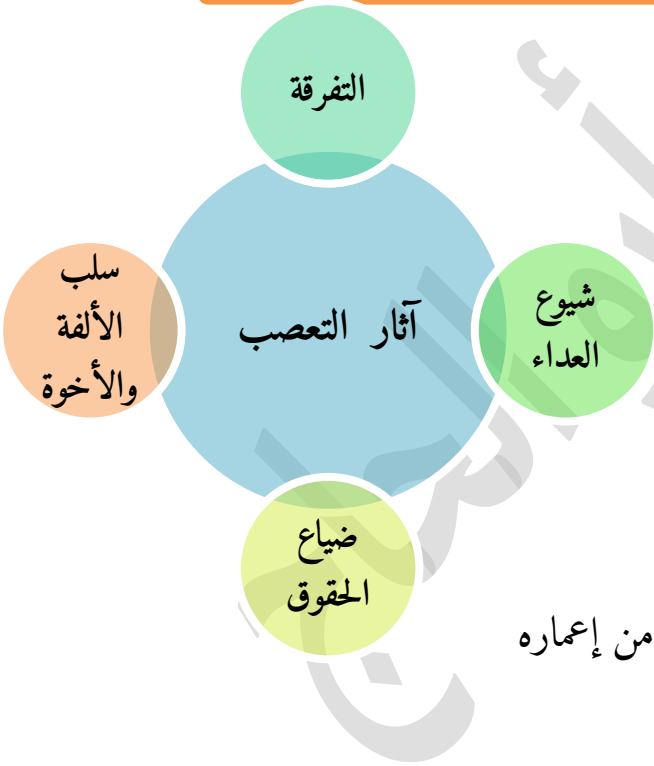 التفرقة
شيوع
العداء
آثار التعصب
سلب
الألفة
والأخوة
ضياع
الحقوق
من إعماره